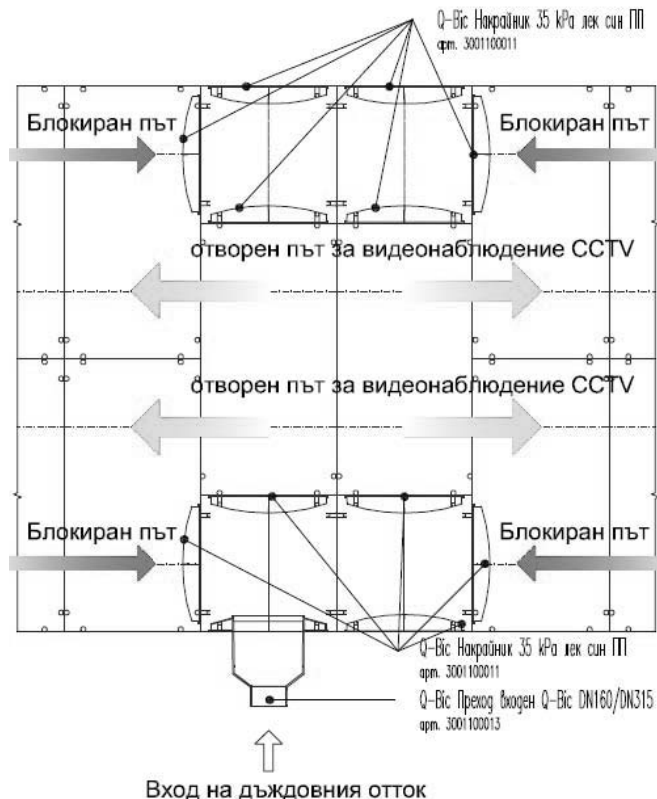 Q-Bic Накрайник 35 kPa лек син ПП
арт. 3001100011
Блокиран път
Блокиран път
отворен път за видеонаблюдение CCTV
отворен път за видеонаблюдение CCTV
Блокиран път
Блокиран път
Q-Bic Накрайник 35 kPa лек син ПП
арт. 3001100011
Q-Bic Преход входен Q-Bic DN160/DN315
арт. 3001100013
Вход на дъждовния отток